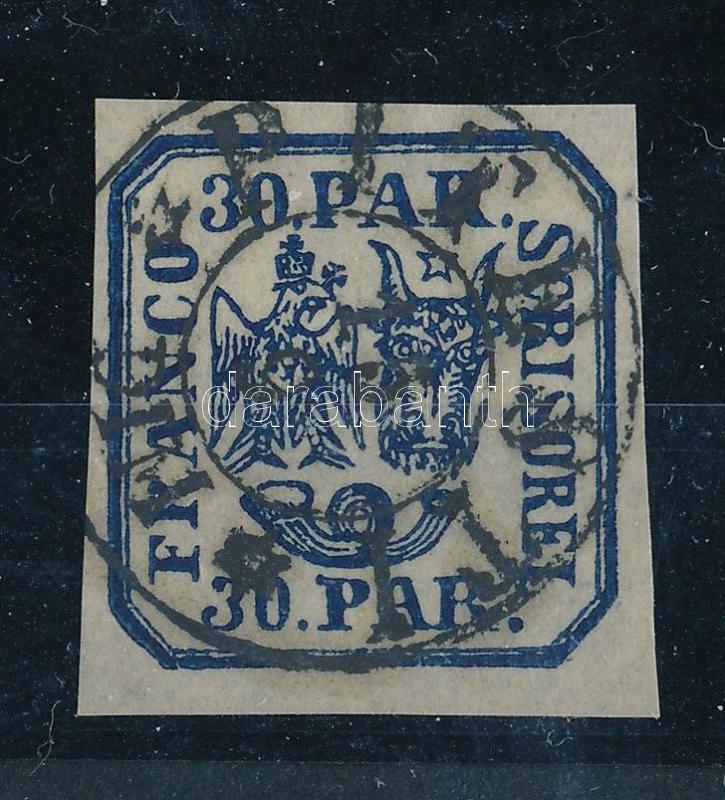 30. PAR.
FRANCO
SCRISOREI
30. PAR.
darabanth